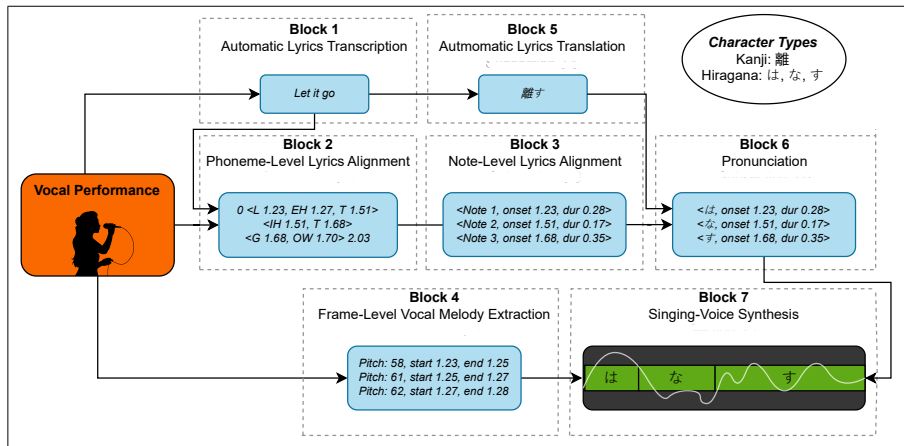 Block 1
Automatic Lyrics Transcription
Let it go
Block 5
Autmomatic Lyrics Translation
離す
Character Types
Kanji: 離
Hiragana: は, な, す
Vocal Performance
Block 2
Phoneme-Level Lyrics Alignment
0 <L 1.23, EH 1.27, T 1.51>
<IH 1.51, T 1.68>
<G 1.68, OW 1.70> 2.03
Block 3
Note-Level Lyrics Alignment
<Note 1, onset 1.23, dur 0.28>
<Note 2, onset 1.51, dur 0.17>
<Note 3, onset 1.68, dur 0.35>
Block 6
Pronunciation
<は, onset 1.23, dur 0.28>
<な, onset 1.51, dur 0.17>
<す, onset 1.68, dur 0.35>
Block 4
Frame-Level Vocal Melody Extraction
Pitch: 58, start 1.23, end 1.25
Pitch: 61, start 1.25, end 1.27
Pitch: 62, start 1.27, end 1.28
Block 7
Singing-Voice Synthesis
は な す